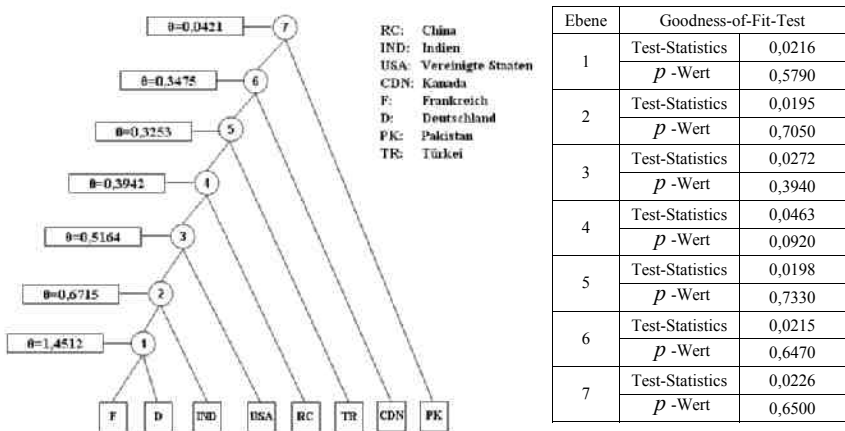 θ=0,0421
7
θ=0,3475
6
θ=0,3253
5
θ=0,3942
4
θ=0,5164
3
θ=0,6715
2
θ=1,4512
1
F D IND USA RC TR CDN PK
RC: China
IND: Indien
USA: Vereinigte Staaten
CDN: Kanada
F: Frankreich
D: Deutschland
PK: Pakistan
TR: Türkei
Ebene Goodness-of-Fit-Test
1 Test-Statistics 0,0216
p -Wert 0,5790
2 Test-Statistics 0,0195
p -Wert 0,7050
3 Test-Statistics 0,0272
p -Wert 0,3940
4 Test-Statistics 0,0463
p -Wert 0,0920
5 Test-Statistics 0,0198
p -Wert 0,7330
6 Test-Statistics 0,0215
p -Wert 0,6470
7 Test-Statistics 0,0226
p -Wert 0,6500